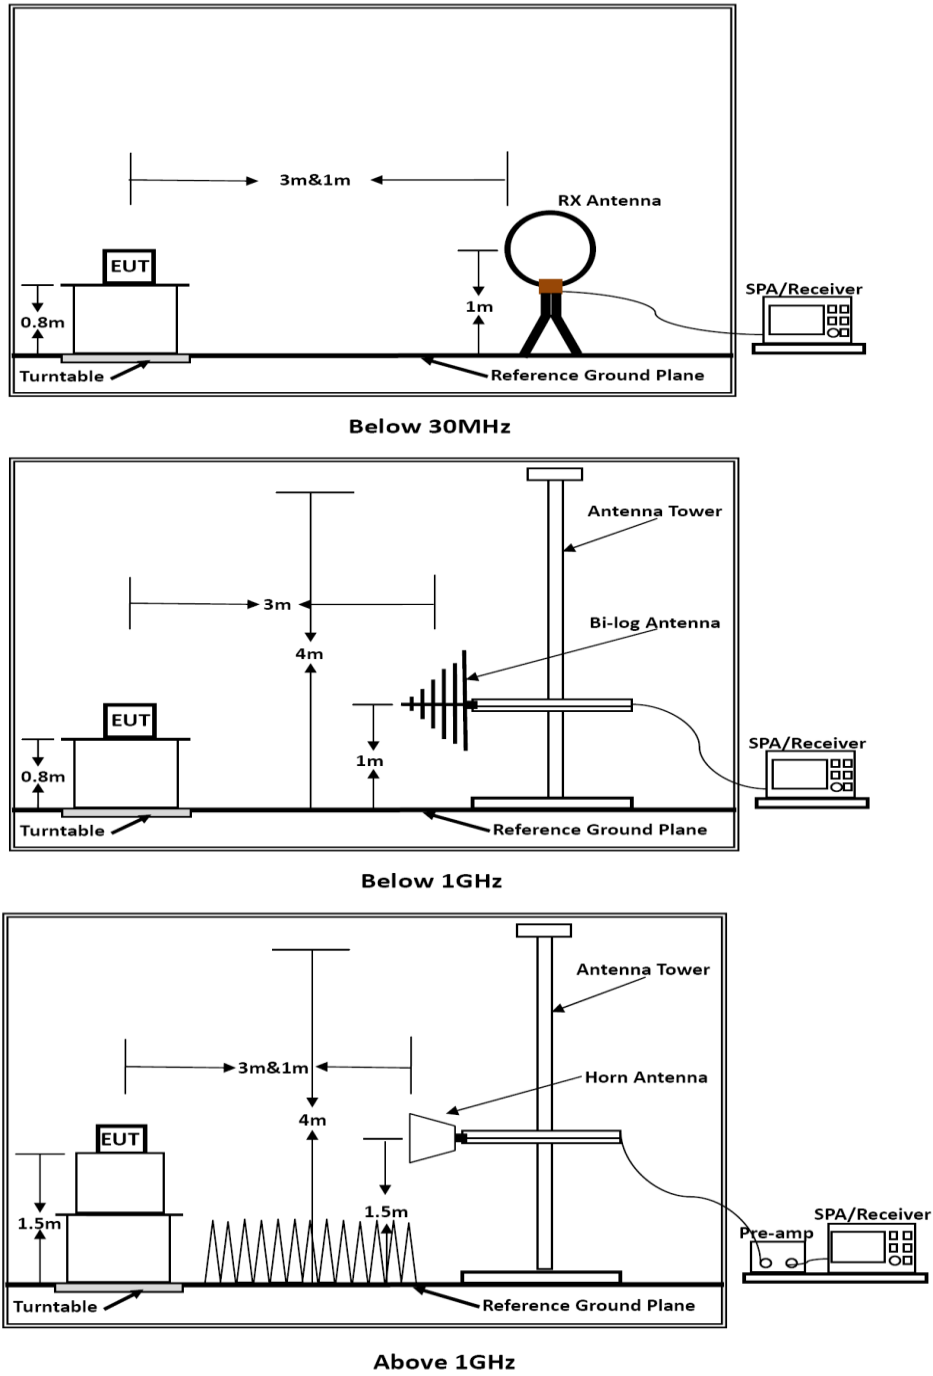 3m&1m
RX Antenna
EUT
SPA/Receiver
1m
0.8m
Turntable
Reference Ground Plane
Below 30MHz
Antenna Tower
3m
Bi-log Antenna
4m
EUT
SPA/Receiver
1m
0.8m
Turntable
Reference Ground Plane
Below 1GHz
Antenna Tower
3m&1m
Horn Antenna
4m
EUT
1.5m
1.5m
SPA/Receiver
Pre-amp
Turntable
Reference Ground Plane
Above 1GHz